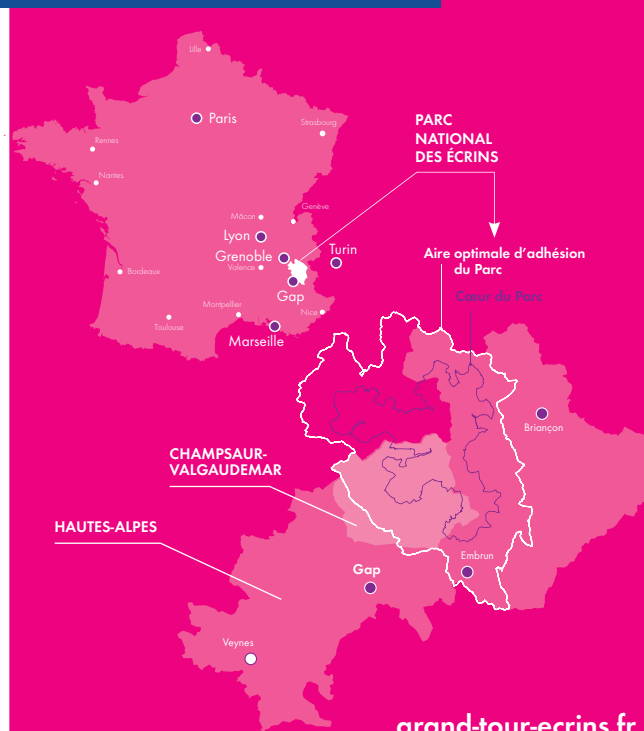 Lille
Paris
Strasbourg
Rennes
Nantes
PARC
NATIONAL
DES ÉCRINS
Mâcon
Genève
Lyon
Grenoble
Turin
Valence
Bordeaux
Gap
Montpellier
Nice
Toulouse
Marseille
Aire optimale d’adhésion
du Parc
Cœur du Parc
Briançon
CHAMPSAUR-
VALGAUDEMAR
HAUTES-ALPES
Embrun
Gap
Veynes
grand-tour-ecrins.fr